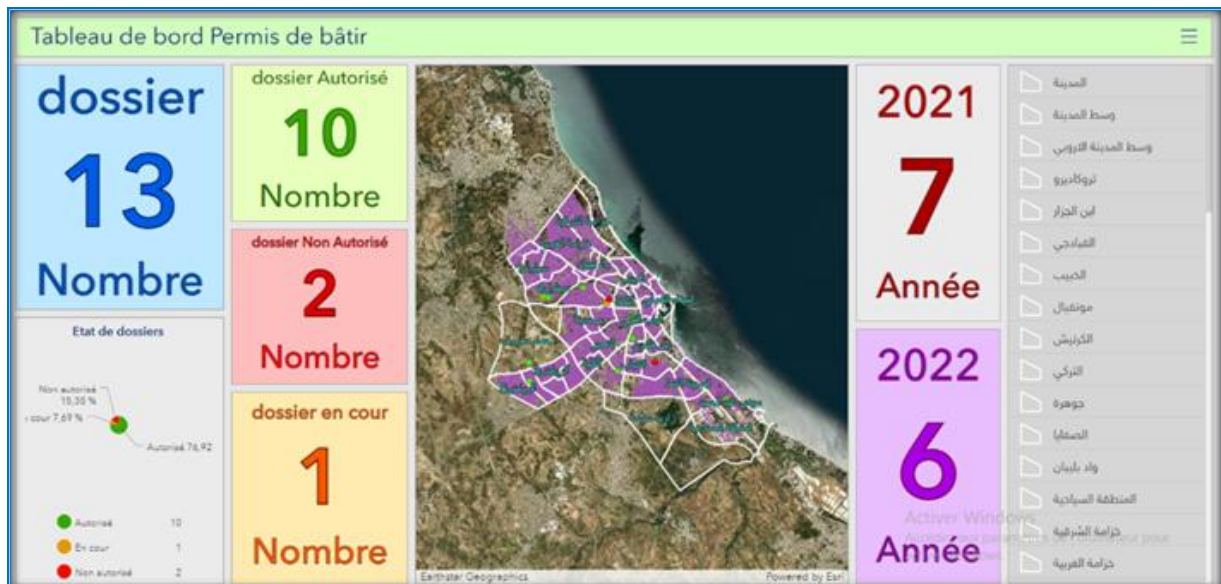 Tableau de bord Permis de bâtir
dossier
13
Nombre
dossier Autorisé
10
Nombre
dossier Non Autorisé
2
Nombre
dossier en cour
1
Nombre
Etat de dossiers
Non autorisé
15,38 %
cour 7,69 %
Autorisé 76,92
Autorisé 10
En cour 1
Non autorisé 2
Earthstar Geographics
Powered by Esri
2021
7
Année
2022
6
Année
المدينة
وسط المدينة
وسط المدينة الاروبي
تروكاديرو
ابن الجزار
القباDجي
الحبيب
مونفيال
الكرنيش
التركي
جوهرة
الصفايا
واد بليبان
المنطقة السياحية
خزامة الشرقية
خزامة الغربية
Activer Windows